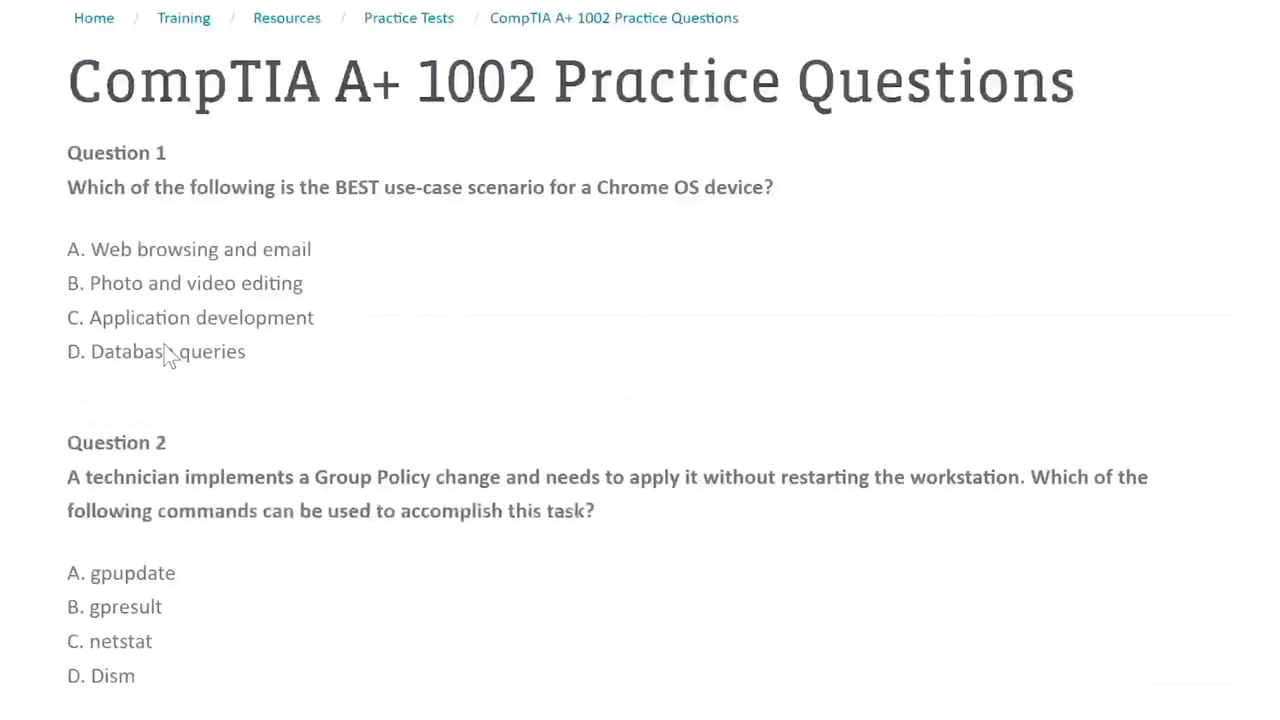 Home / Training / Resources / Practice Tests / CompTIA A+ 1002 Practice Questions
CompTIA A+ 1002 Practice Questions
Question 1
Which of the following is the BEST use-case scenario for a Chrome OS device?
A. Web browsing and email
B. Photo and video editing
C. Application development
D. Database queries
Question 2
A technician implements a Group Policy change and needs to apply it without restarting the workstation. Which of the
following commands can be used to accomplish this task?
A. gpupdate
B. gpresult
C. netstat
D. Dism